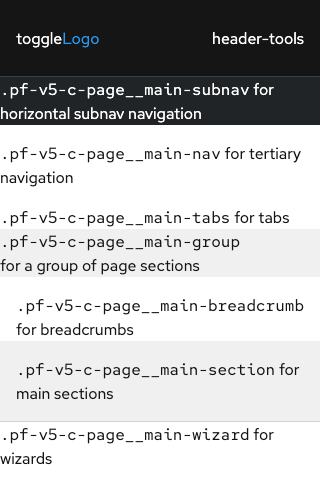 toggleLogo header-tools
.pf-v5-c-page__main-subnav for
horizontal subnav navigation
.pf-v5-c-page__main-nav for tertiary
navigation
.pf-v5-c-page__main-tabs for tabs
.pf-v5-c-page__main-group
for a group of page sections
.pf-v5-c-page__main-breadcrumb
for breadcrumbs
.pf-v5-c-page__main-section for
main sections
.pf-v5-c-page__main-wizard for
wizards